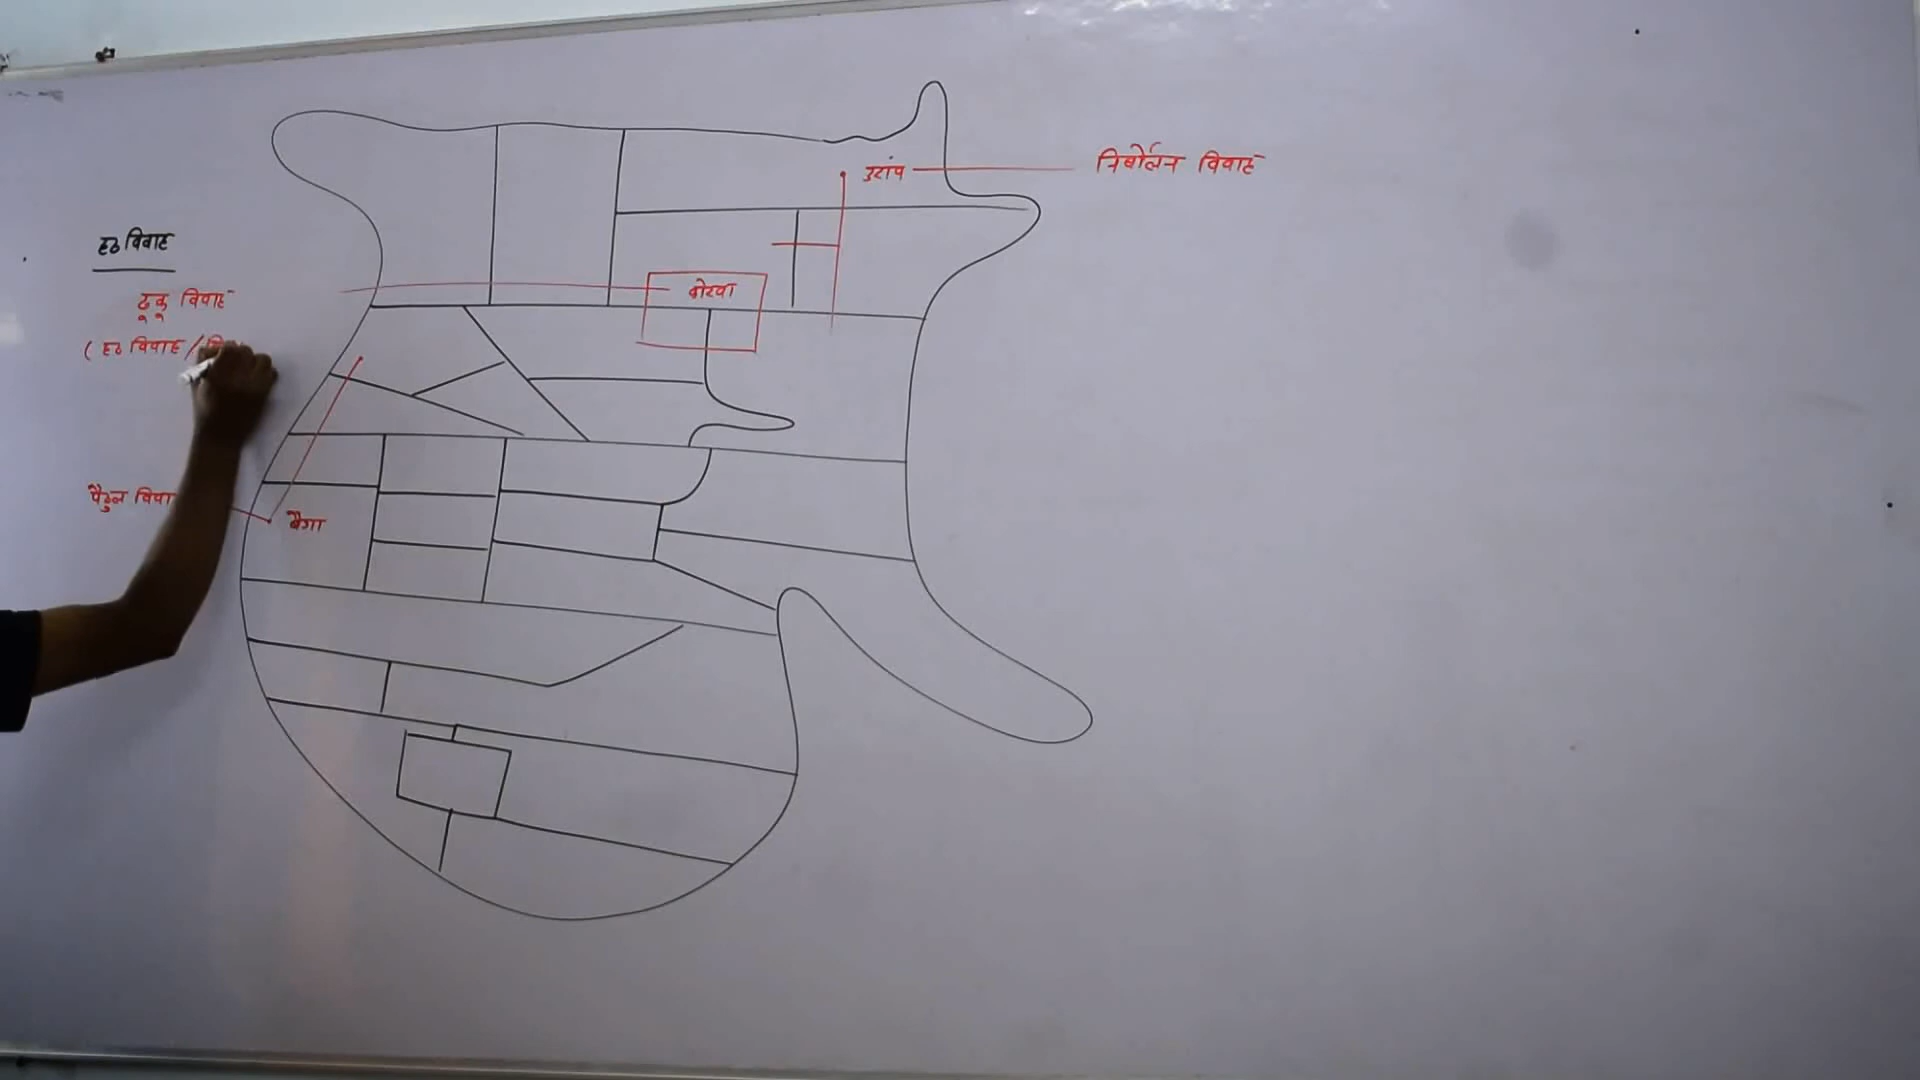 उरांव
निर्बोलन विवाह
हठ विवाह
ढूकू विवाह
कोरवा
( हठ विवाह /
पैठुल
बैगा